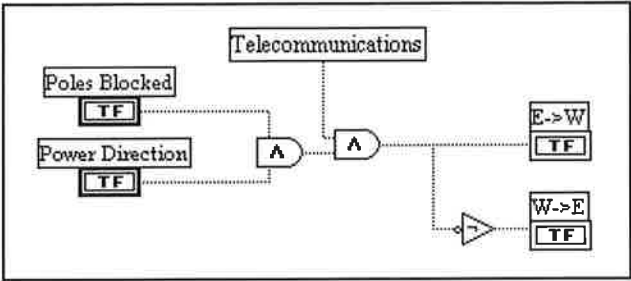 Telecommunications
Poles Blocked
TF
Power Direction
TF
∧
∧
E->W
TF
W->E
TF
¬